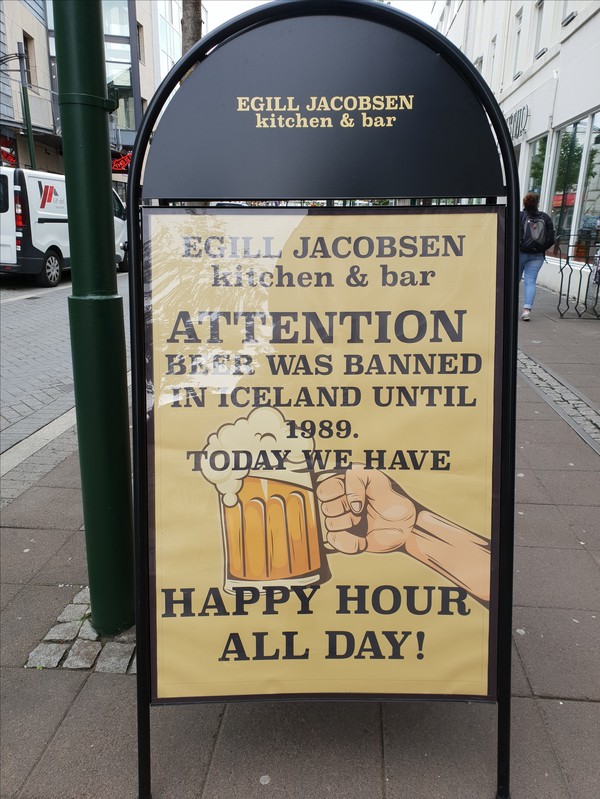 EGILL JACOBSEN
kitchen & bar
EGILL JACOBSEN
kitchen & bar
ATTENTION
BEER WAS BANNED
IN ICELAND UNTIL
1989.
TODAY WE HAVE
HAPPY HOUR
ALL DAY!